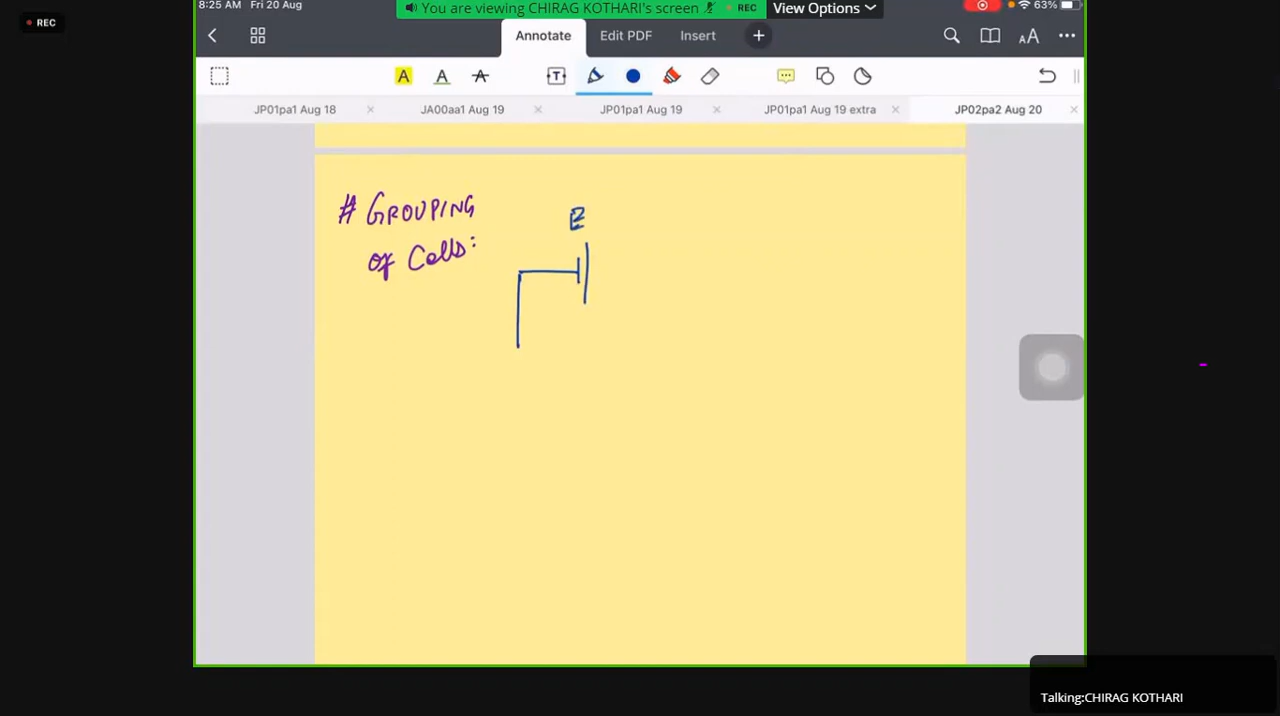 REC
8:25 AM Fri 20 Aug
You are viewing CHIRAG KOTHARI's screen REC
View Options
63%
Annotate
Edit PDF
Insert
AA
A A A T
JP01pa1 Aug 18
JA00aa1 Aug 19
JP01pa1 Aug 19
JP01pa1 Aug 19 extra
JP02pa2 Aug 20
# GROUPING
of Cells:
E
Talking:CHIRAG KOTHARI